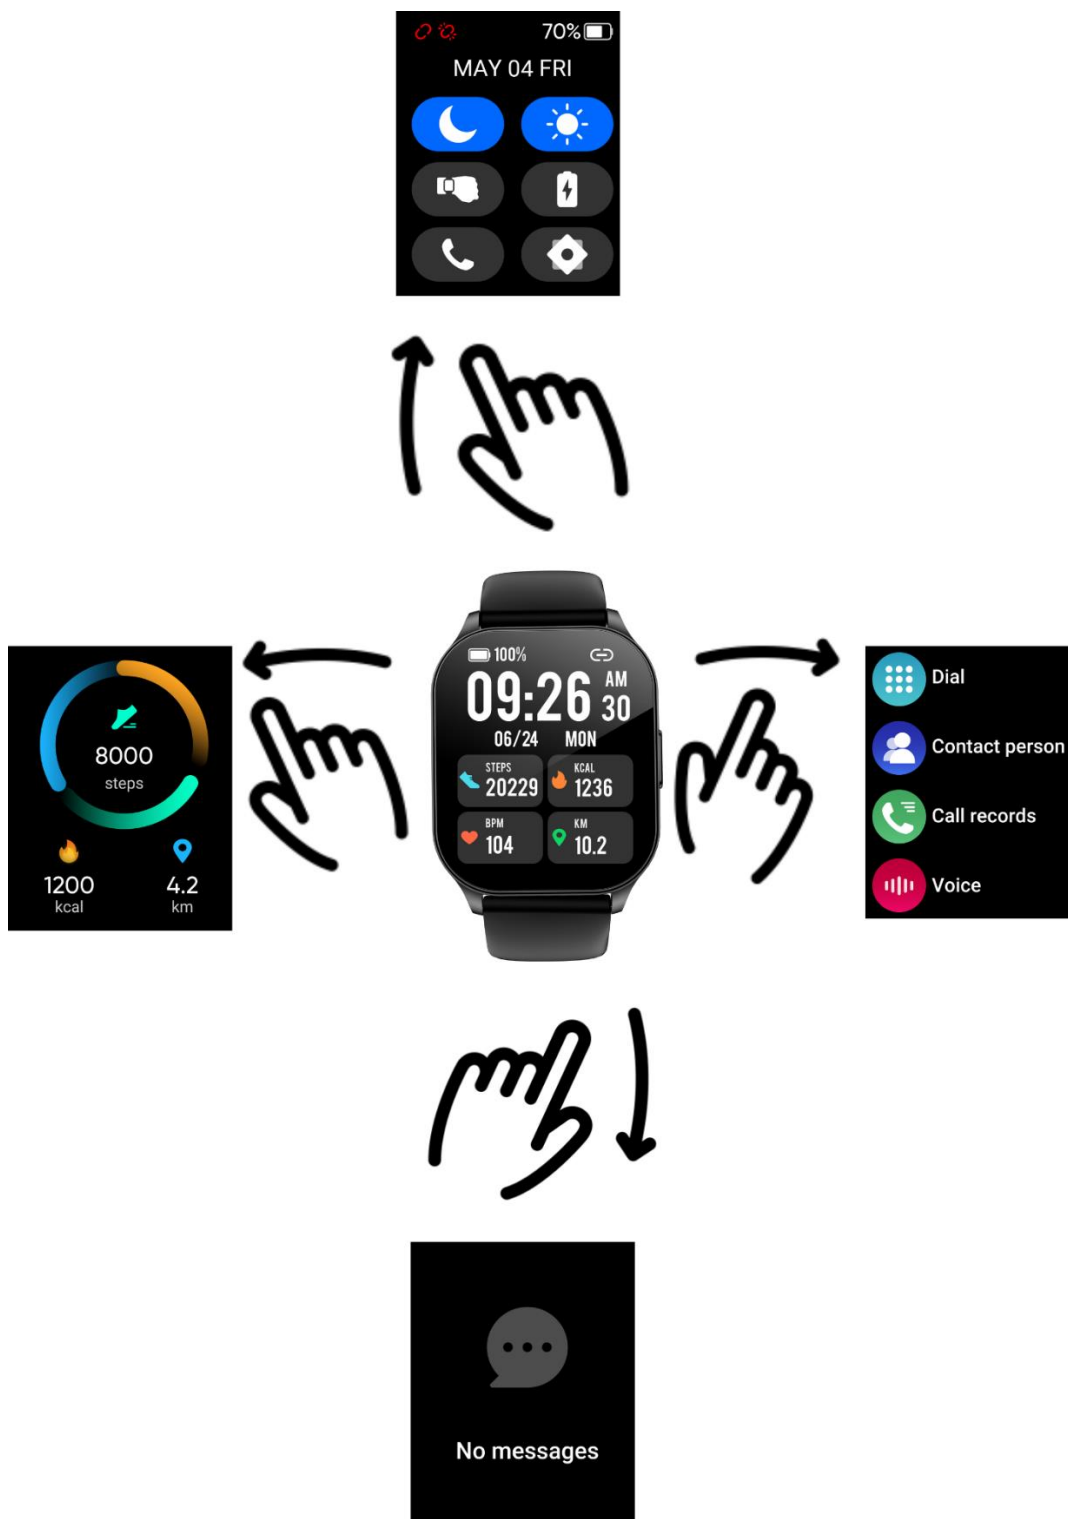 70%
MAY 04 FRI
100%
09:26 AM 30
06/24 MON
STEPS
20229
KCAL
1236
BPM
104
KM
10.2
8000
steps
1200
kcal
4.2
km
Dial
Contact person
Call records
Voice
No messages